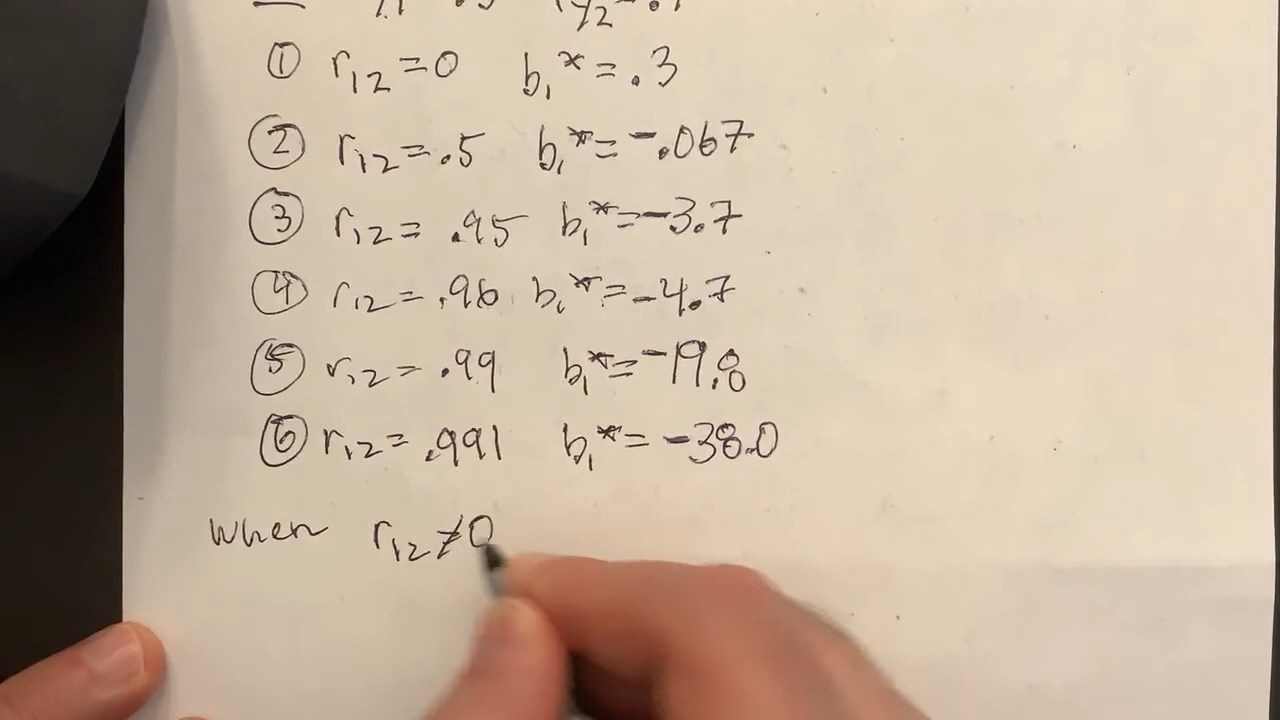 ① r₁₂ = 0 b₁* = .3
② r₁₂ = .5 b₁* = -.067
③ r₁₂ = .95 b₁* = -3.7
④ r₁₂ = .96 b₁* = -4.7
⑤ r₁₂ = .99 b₁* = -19.8
⑥ r₁₂ = .991 b₁* = -38.0
When r₁₂ ≠ 0